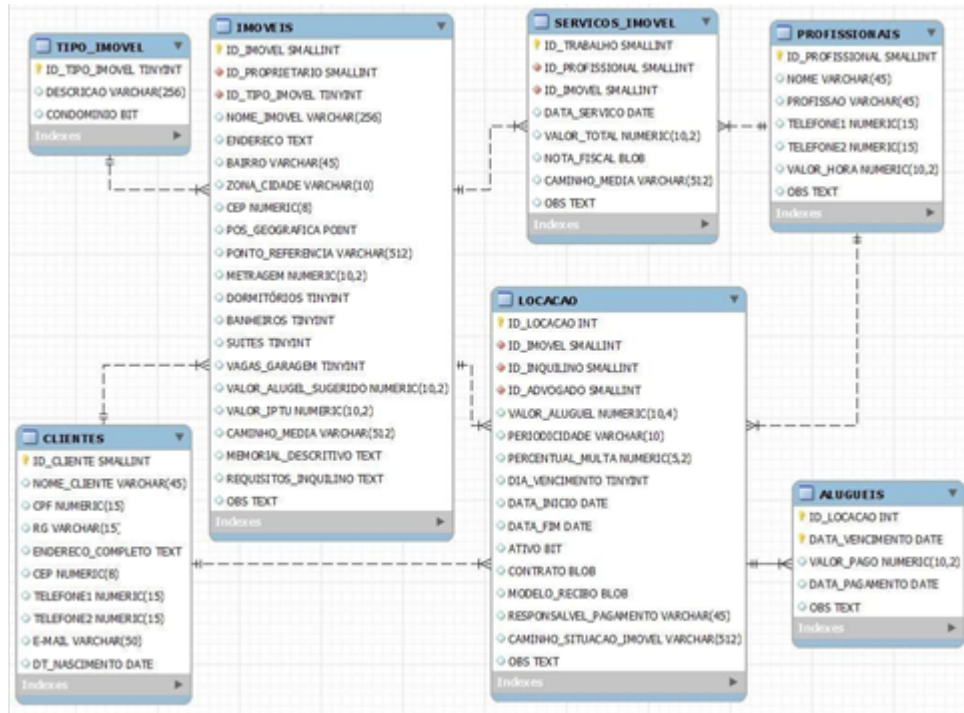 TIPO_IMOVEL
ID_TIPO_IMOVEL TINYINT
DESCRICAO VARCHAR(256)
CONDOMINIO BIT
Indexes
IMOVEIS
ID_IMOVEL SMALLINT
ID_PROPRIETARIO SMALLINT
ID_TIPO_IMOVEL TINYINT
NOME_IMOVEL VARCHAR(256)
ENDERECO TEXT
BAIRRO VARCHAR(45)
ZONA_CIDADE VARCHAR(10)
CEP NUMERIC(8)
POS_GEOGRAFICA POINT
PONTO_REFERENCIA VARCHAR(512)
METRAGEM NUMERIC(10,2)
DORMITÓRIOS TINYINT
BANHEIROS TINYINT
SUITES TINYINT
VAGAS_GARAGEM TINYINT
VALOR_ALUGEL_SUGERIDO NUMERIC(10,2)
VALOR_IPTU NUMERIC(10,2)
CAMINHO_MEDIA VARCHAR(512)
MEMORIAL_DESCRITIVO TEXT
REQUISITOS_INQUILINO TEXT
OBS TEXT
Indexes
SERVICOS_IMOVEL
ID_TRABALHO SMALLINT
ID_PROFISSIONAL SMALLINT
ID_IMOVEL SMALLINT
DATA_SERVICO DATE
VALOR_TOTAL NUMERIC(10,2)
NOTA_FISCAL BLOB
CAMINHO_MEDIA VARCHAR(512)
OBS TEXT
Indexes
PROFISSIONAIS
ID_PROFISSIONAL SMALLINT
NOME VARCHAR(45)
PROFISSAO VARCHAR(45)
TELEFONE1 NUMERIC(15)
TELEFONE2 NUMERIC(15)
VALOR_HORA NUMERIC(10,2)
OBS TEXT
Indexes
CLIENTES
ID_CLIENTE SMALLINT
NOME_CLIENTE VARCHAR(45)
CPF NUMERIC(15)
RG VARCHAR(15)
ENDERECO_COMPLETO TEXT
CEP NUMERIC(8)
TELEFONE1 NUMERIC(15)
TELEFONE2 NUMERIC(15)
E-MAIL VARCHAR(50)
DT_NASCIMENTO DATE
Indexes
LOCACAO
ID_LOCACAO INT
ID_IMOVEL SMALLINT
ID_INQUILINO SMALLINT
ID_ADVOGADO SMALLINT
VALOR_ALUGUEL NUMERIC(10,4)
PERIODICIDADE VARCHAR(10)
PERCENTUAL_MULTA NUMERIC(5,2)
DIA_VENCIMENTO TINYINT
DATA_INICIO DATE
DATA_FIM DATE
ATIVO BIT
CONTRATO BLOB
MODELO_RECIBO BLOB
RESPONSALVEL_PAGAMENTO VARCHAR(45)
CAMINHO_SITUACAO_IMOVEL VARCHAR(512)
OBS TEXT
Indexes
ALUGUEIS
ID_LOCACAO INT
DATA_VENCIMENTO DATE
VALOR_PAGO NUMERIC(10,2)
DATA_PAGAMENTO DATE
OBS TEXT
Indexes